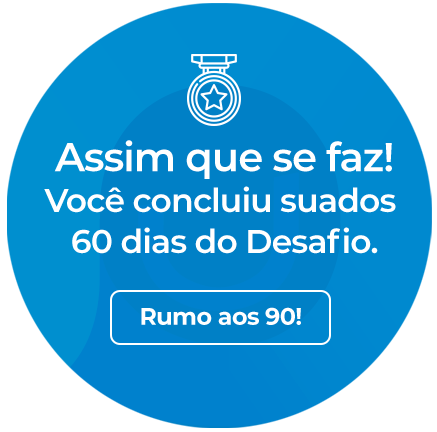 Assim que se faz!
Você concluiu suados
60 dias do Desafio.
Rumo aos 90!